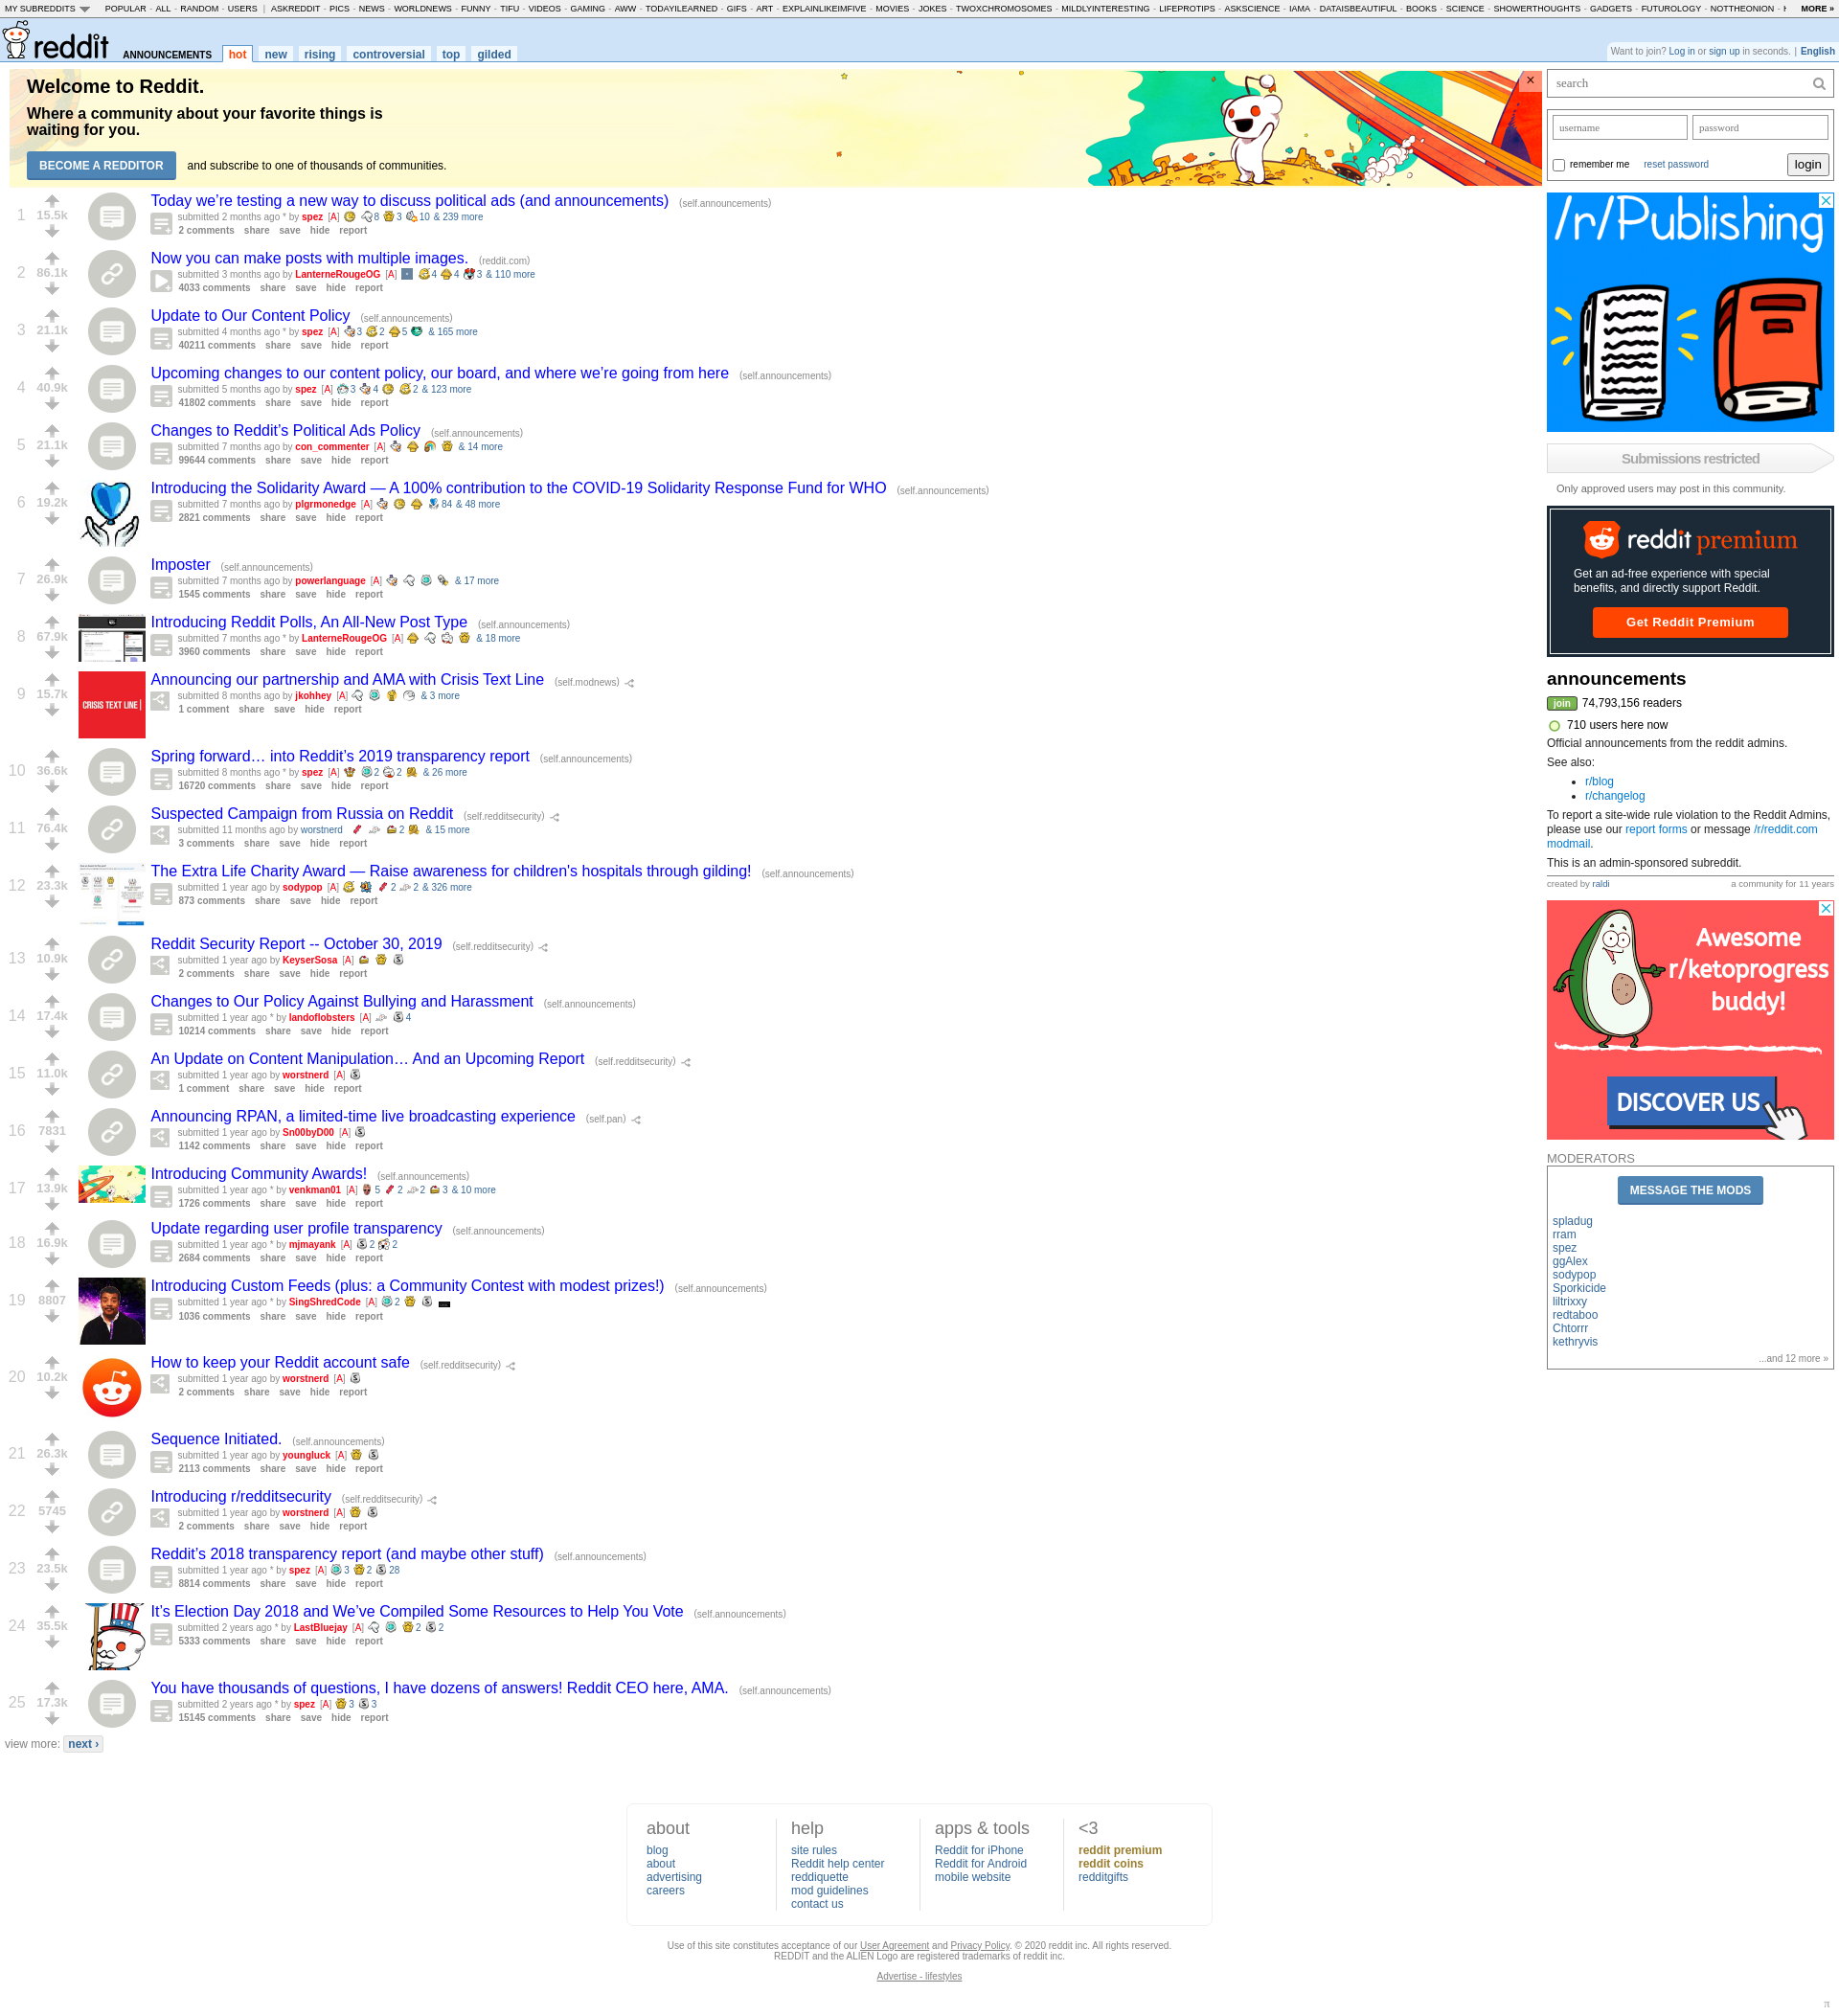 MY SUBREDDITS POPULAR - ALL - RANDOM - USERS | ASKREDDIT - PICS - NEWS - WORLDNEWS - FUNNY - TIFU - VIDEOS - GAMING - AWW - TODAYILEARNED - GIFS - ART - EXPLAINLIKEIMFIVE - MOVIES - JOKES - TWOXCHROMOSOMES - MILDLYINTERESTING - LIFEPROTIPS - ASKSCIENCE - IAMA - DATAISBEAUTIFUL - BOOKS - SCIENCE - SHOWERTHOUGHTS - GADGETS - FUTUROLOGY - NOTTHEONION - MORE »
reddit ANNOUNCEMENTS hot new rising controversial top gilded
Want to join? Log in or sign up in seconds. | English
Welcome to Reddit.
Where a community about your favorite things is
waiting for you.
BECOME A REDDITOR and subscribe to one of thousands of communities.
1 15.5k Today we’re testing a new way to discuss political ads (and announcements) (self.announcements)
submitted 2 months ago * by spez [A] 8 3 10 & 239 more
2 comments share save hide report
2 86.1k Now you can make posts with multiple images. (reddit.com)
submitted 3 months ago by LanterneRougeOG [A] 4 4 3 & 110 more
4033 comments share save hide report
3 21.1k Update to Our Content Policy (self.announcements)
submitted 4 months ago * by spez [A] 3 2 5 & 165 more
40211 comments share save hide report
4 40.9k Upcoming changes to our content policy, our board, and where we’re going from here (self.announcements)
submitted 5 months ago by spez [A] 3 4 2 & 123 more
41802 comments share save hide report
5 21.1k Changes to Reddit’s Political Ads Policy (self.announcements)
submitted 7 months ago by con_commenter [A] & 14 more
99644 comments share save hide report
6 19.2k Introducing the Solidarity Award — A 100% contribution to the COVID-19 Solidarity Response Fund for WHO (self.announcements)
submitted 7 months ago by plgrmonedge [A] 84 & 48 more
2821 comments share save hide report
7 26.9k Imposter (self.announcements)
submitted 7 months ago by powerlanguage [A] & 17 more
1545 comments share save hide report
8 67.9k Introducing Reddit Polls, An All-New Post Type (self.announcements)
submitted 7 months ago * by LanterneRougeOG [A] & 18 more
3960 comments share save hide report
9 15.7k Announcing our partnership and AMA with Crisis Text Line (self.modnews)
CRISIS TEXT LINE |
submitted 8 months ago by jkohhey [A] & 3 more
1 comment share save hide report
10 36.6k Spring forward… into Reddit’s 2019 transparency report (self.announcements)
submitted 8 months ago * by spez [A] 2 2 & 26 more
16720 comments share save hide report
11 76.4k Suspected Campaign from Russia on Reddit (self.redditsecurity)
submitted 11 months ago by worstnerd 2 & 15 more
3 comments share save hide report
12 23.3k The Extra Life Charity Award — Raise awareness for children's hospitals through gilding! (self.announcements)
submitted 1 year ago by sodypop [A] 2 2 & 326 more
873 comments share save hide report
13 10.9k Reddit Security Report -- October 30, 2019 (self.redditsecurity)
submitted 1 year ago by KeyserSosa [A]
2 comments share save hide report
14 17.4k Changes to Our Policy Against Bullying and Harassment (self.announcements)
submitted 1 year ago * by landoflobsters [A] 4
10214 comments share save hide report
15 11.0k An Update on Content Manipulation… And an Upcoming Report (self.redditsecurity)
submitted 1 year ago by worstnerd [A]
1 comment share save hide report
16 7831 Announcing RPAN, a limited-time live broadcasting experience (self.pan)
submitted 1 year ago by Sn00byD00 [A]
1142 comments share save hide report
17 13.9k Introducing Community Awards! (self.announcements)
submitted 1 year ago * by venkman01 [A] 5 2 2 3 & 10 more
1726 comments share save hide report
18 16.9k Update regarding user profile transparency (self.announcements)
submitted 1 year ago * by mjmayank [A] 2 2
2684 comments share save hide report
19 8807 Introducing Custom Feeds (plus: a Community Contest with modest prizes!) (self.announcements)
submitted 1 year ago * by SingShredCode [A] 2
1036 comments share save hide report
20 10.2k How to keep your Reddit account safe (self.redditsecurity)
submitted 1 year ago by worstnerd [A]
2 comments share save hide report
21 26.3k Sequence Initiated. (self.announcements)
submitted 1 year ago by youngluck [A]
2113 comments share save hide report
22 5745 Introducing r/redditsecurity (self.redditsecurity)
submitted 1 year ago by worstnerd [A]
2 comments share save hide report
23 23.5k Reddit’s 2018 transparency report (and maybe other stuff) (self.announcements)
submitted 1 year ago * by spez [A] 3 2 28
8814 comments share save hide report
24 35.5k It’s Election Day 2018 and We’ve Compiled Some Resources to Help You Vote (self.announcements)
submitted 2 years ago * by LastBluejay [A] 2 2
5333 comments share save hide report
25 17.3k You have thousands of questions, I have dozens of answers! Reddit CEO here, AMA. (self.announcements)
submitted 2 years ago * by spez [A] 3 3
15145 comments share save hide report
view more: next ›
search
username password
remember me reset password login
/r/Publishing
Submissions restricted
Only approved users may post in this community.
reddit premium
Get an ad-free experience with special
benefits, and directly support Reddit.
Get Reddit Premium
announcements
join 74,793,156 readers
710 users here now
Official announcements from the reddit admins.
See also:
• r/blog
• r/changelog
To report a site-wide rule violation to the Reddit Admins,
please use our report forms or message /r/reddit.com
modmail.
This is an admin-sponsored subreddit.
created by raldi a community for 11 years
Awesome
r/ketoprogress
buddy!
DISCOVER US
MODERATORS
MESSAGE THE MODS
spladug
rram
spez
ggAlex
sodypop
Sporkicide
liltrixxy
redtaboo
Chtorrr
kethryvis
...and 12 more »
about
blog
about
advertising
careers
help
site rules
Reddit help center
reddiquette
mod guidelines
contact us
apps & tools
Reddit for iPhone
Reddit for Android
mobile website
<3
reddit premium
reddit coins
redditgifts
Use of this site constitutes acceptance of our User Agreement and Privacy Policy. © 2020 reddit inc. All rights reserved.
REDDIT and the ALIEN Logo are registered trademarks of reddit inc.
Advertise - lifestyles
π